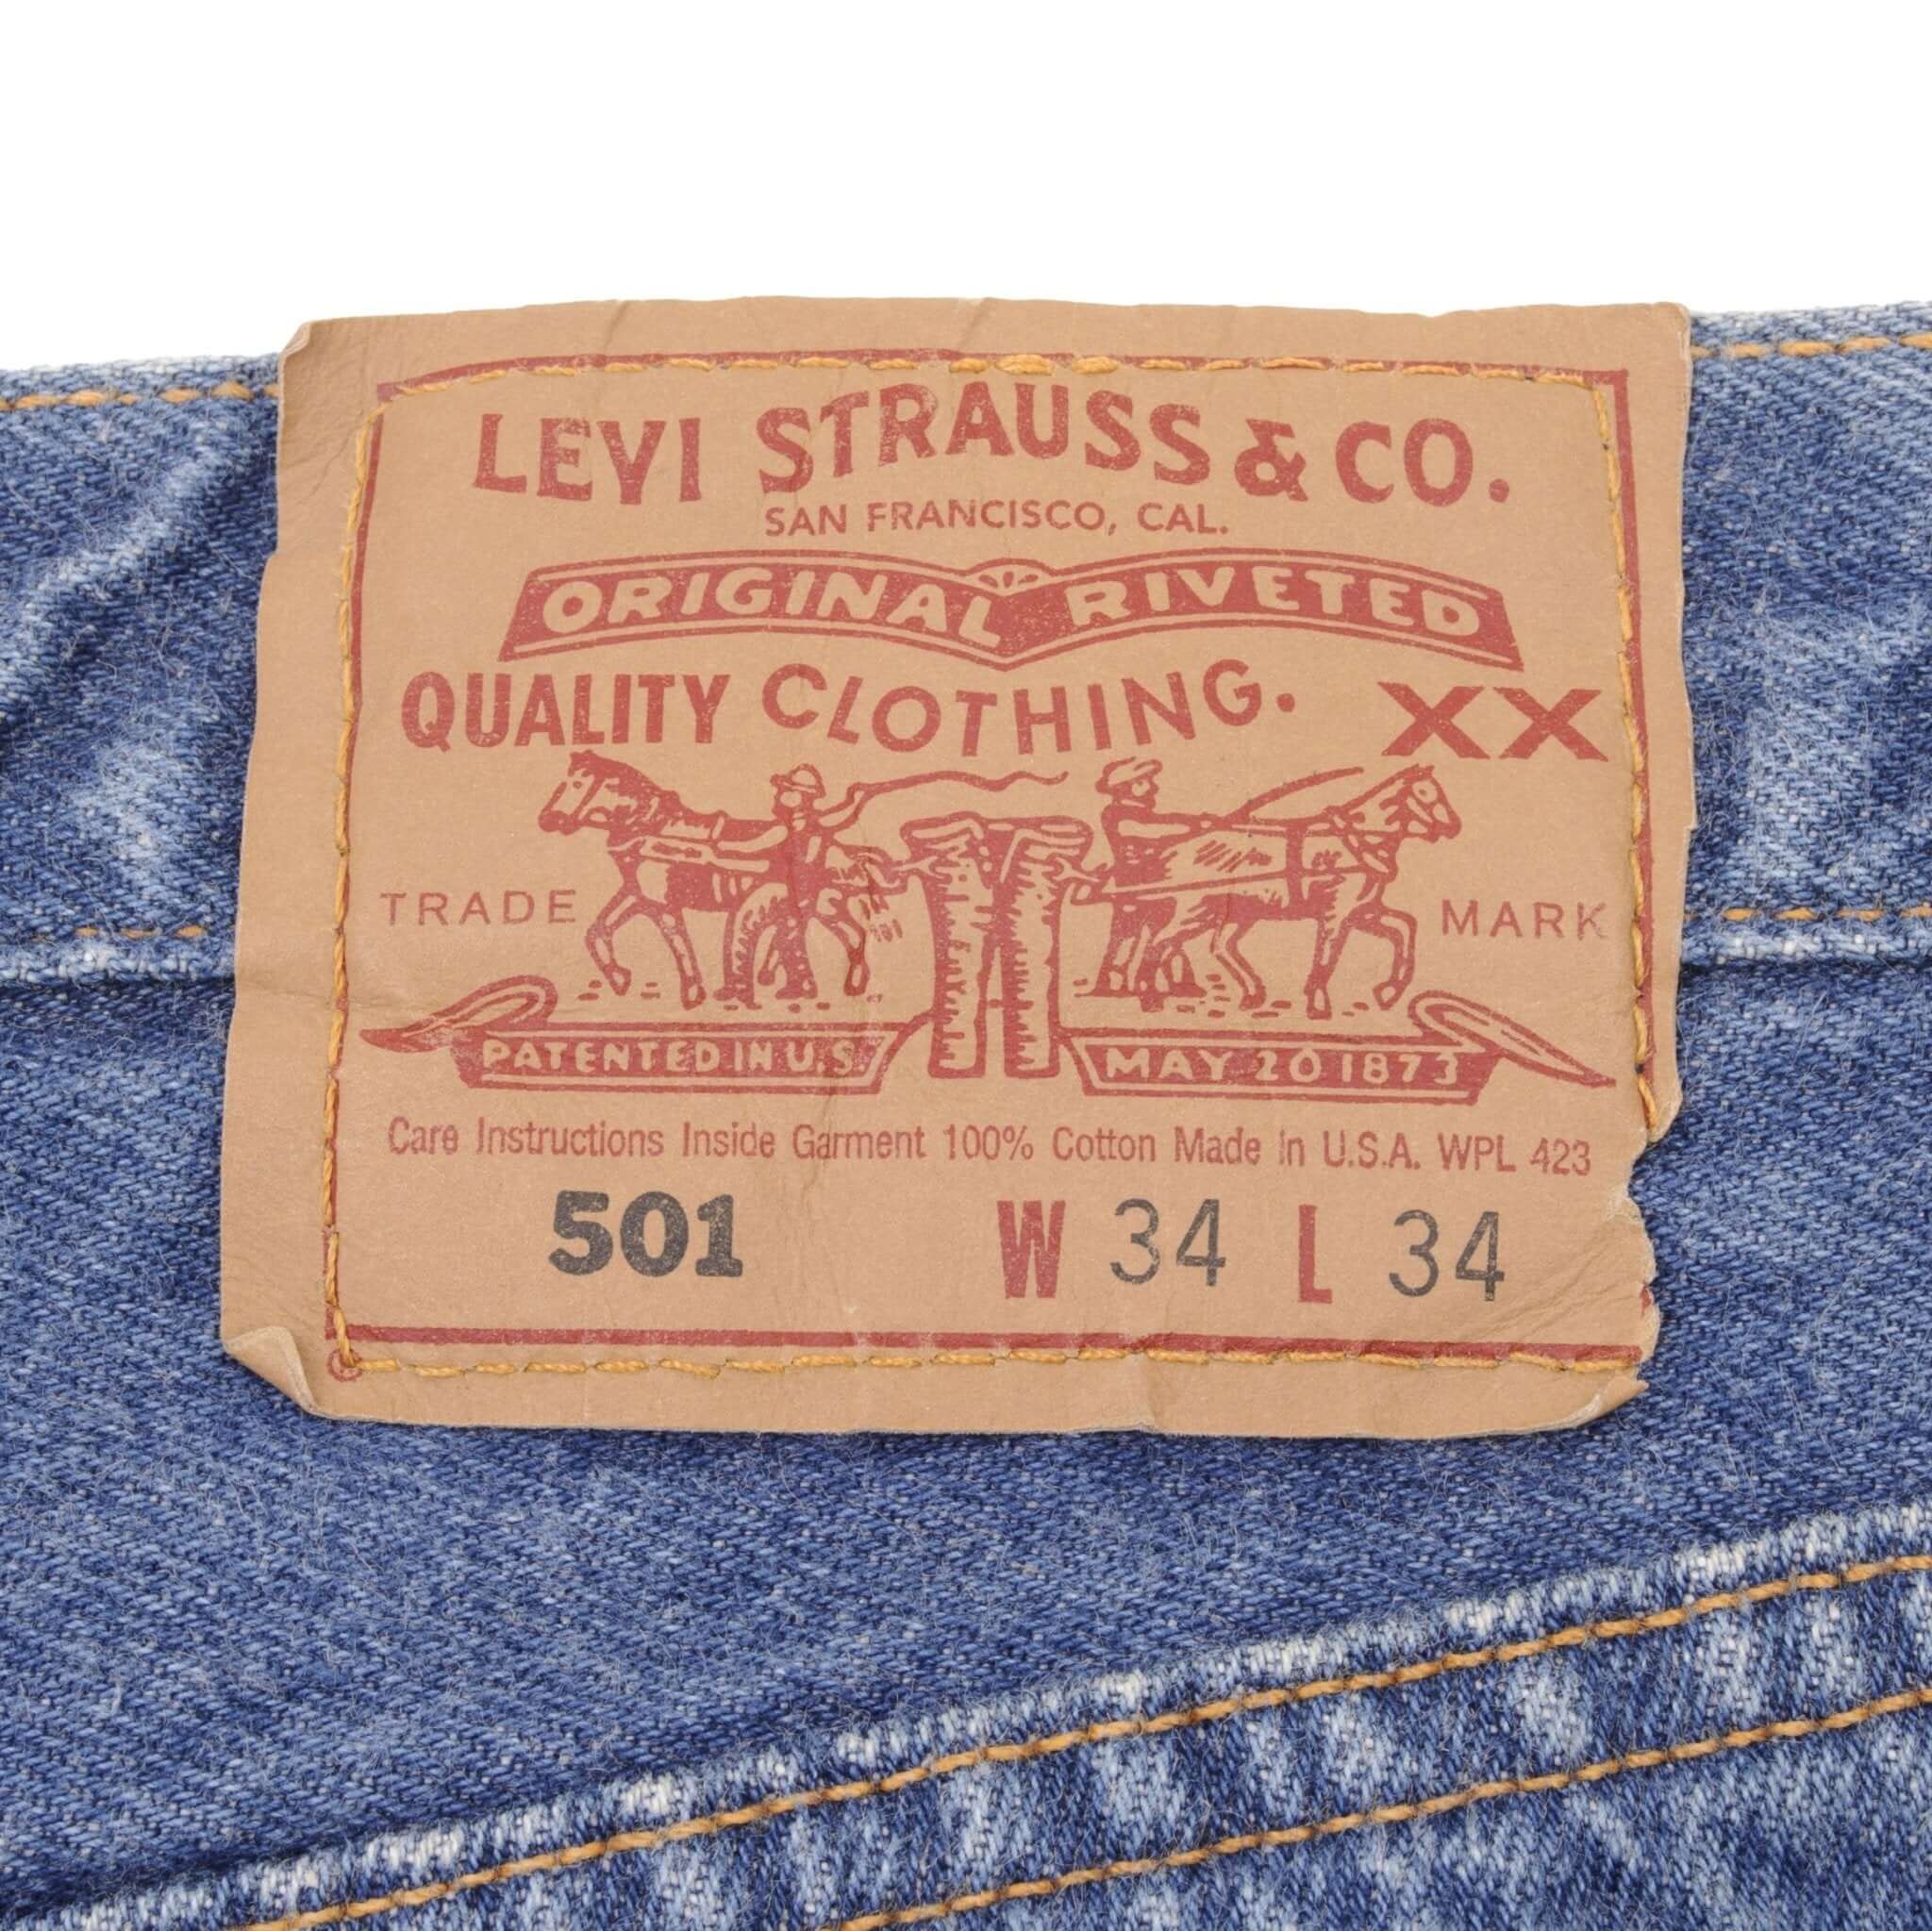 LEVI STRAUSS & CO.
SAN FRANCISCO, CAL.
ORIGINAL RIVETED
QUALITY CLOTHING. XX
TRADE MARK
PATENTED IN U.S. MAY 20 1873
Care Instructions Inside Garment 100% Cotton Made in U.S.A. WPL 423
501 W 34 L 34
®